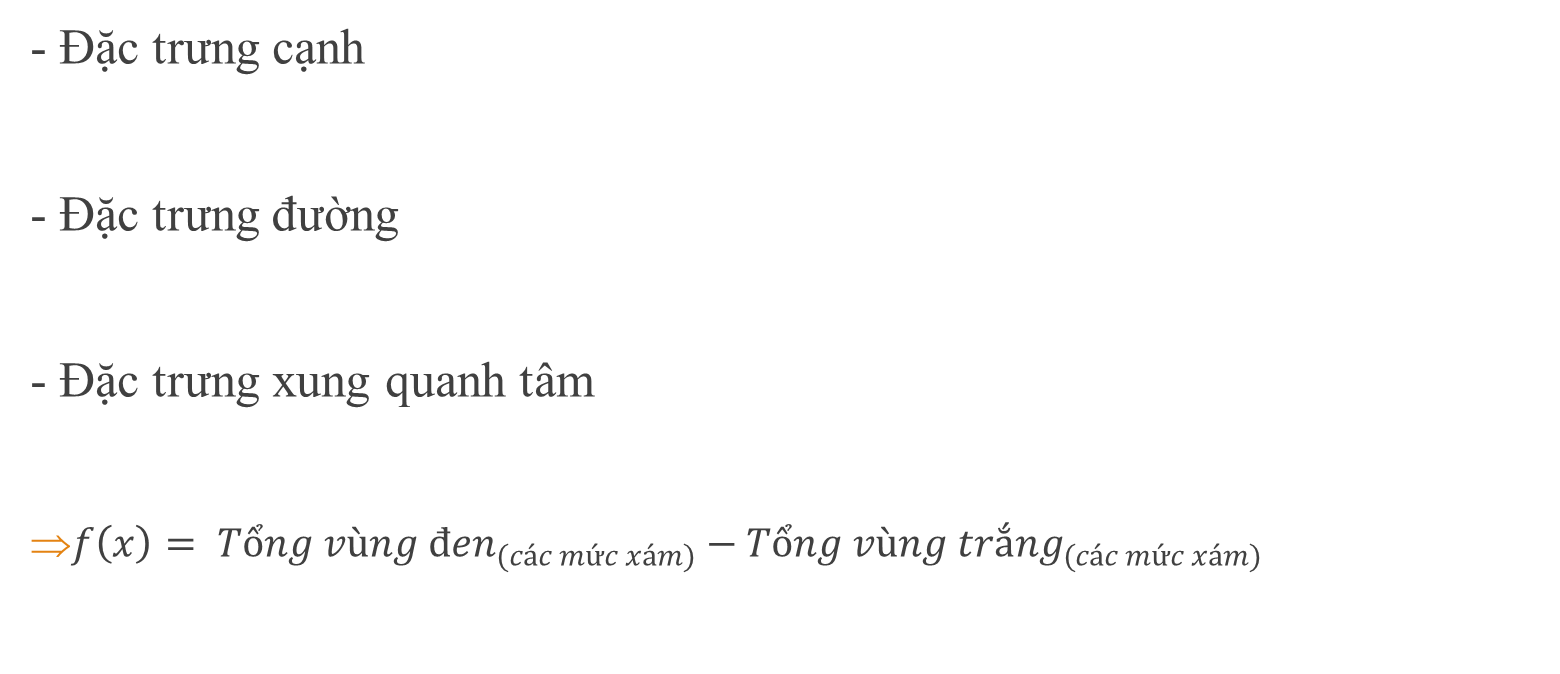 - Đặc trưng cạnh
- Đặc trưng đường
- Đặc trưng xung quanh tâm
⇒f(x) = Tổng vùng đen(các mức xám) − Tổng vùng trắng(các mức xám)